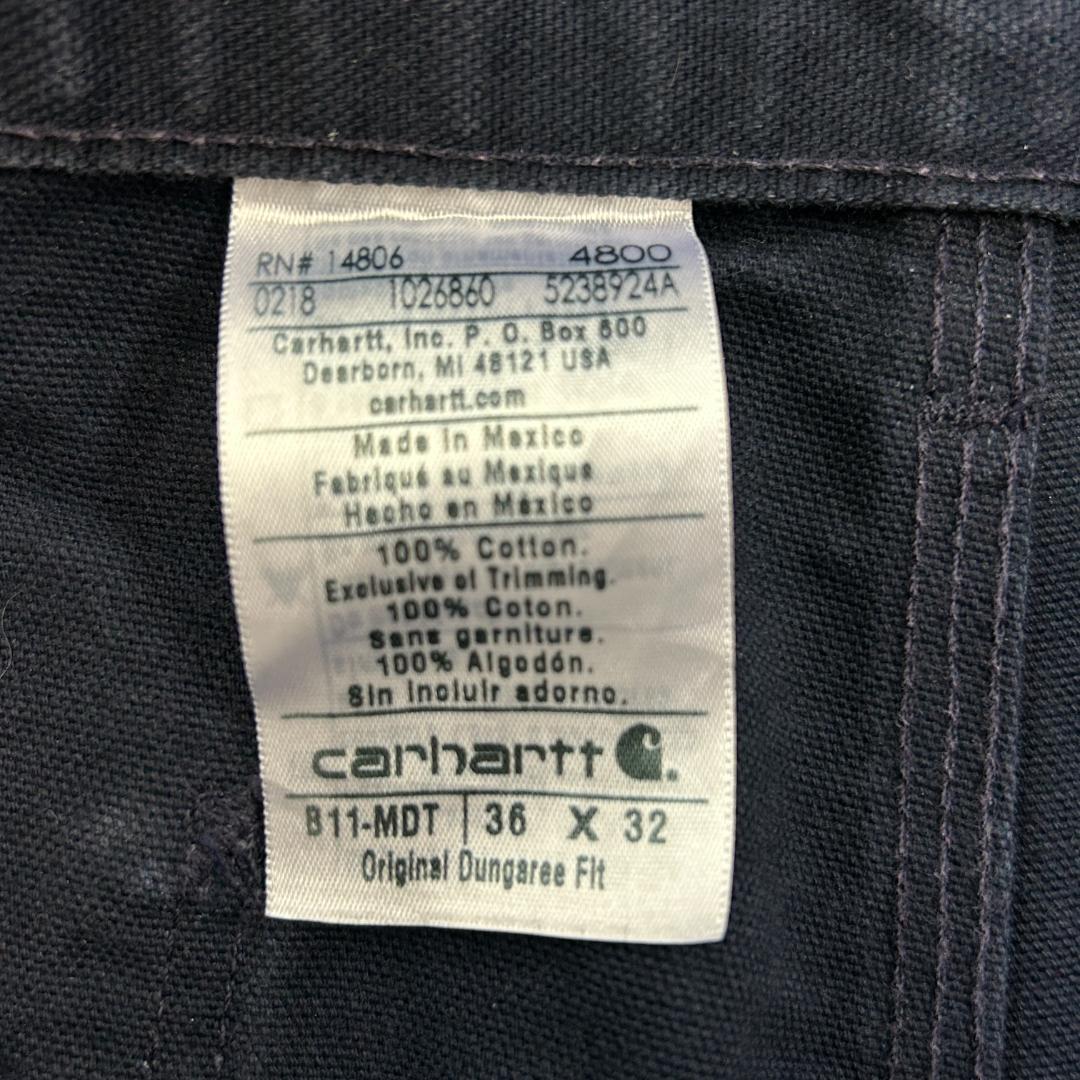 RN# 14806 4800
0218 1026860 5238924A
Carhartt, Inc. P. O. Box 600
Dearborn, MI 48121 USA
carhartt.com
Made in Mexico
Fabriqué au Mexique
Hecho en México
100% Cotton.
Exclusive of Trimming.
100% Coton.
Sans garniture.
100% Algodón.
Sin incluir adorno.
carhartt
B11-MDT | 36 X 32
Original Dungaree Fit